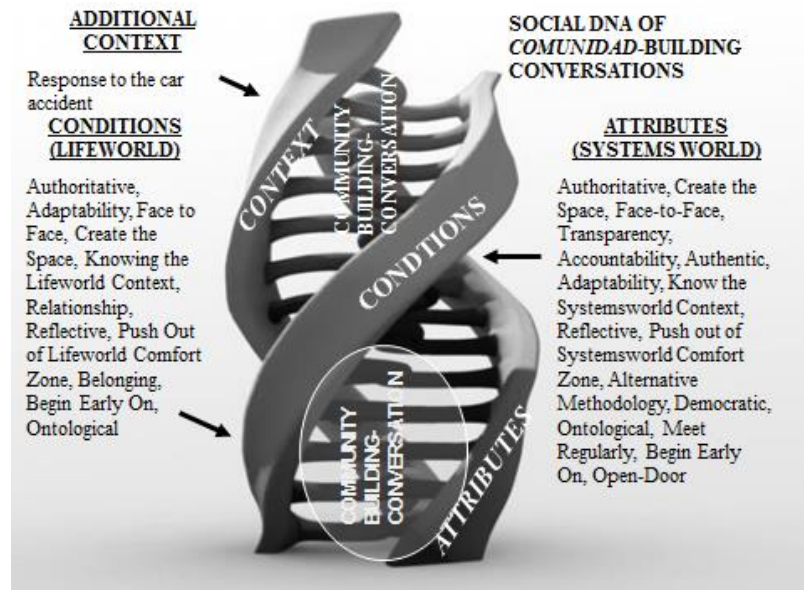 ADDITIONAL
CONTEXT
Response to the car
accident
CONDITIONS
(LIFEWORLD)
Authoritative,
Adaptability, Face to
Face, Create the
Space, Knowing the
Lifeworld Context,
Relationship,
Reflective, Push Out
of Lifeworld Comfort
Zone, Belonging,
Begin Early On,
Ontological
SOCIAL DNA OF
COMUNIDAD-BUILDING
CONVERSATIONS
ATTRIBUTES
(SYSTEMS WORLD)
Authoritative, Create the
Space, Face-to-Face,
Transparency,
Accountability, Authentic,
Adaptability, Know the
Systemsworld Context,
Reflective, Push out of
Systemsworld Comfort
Zone, Alternative
Methodology, Democratic,
Ontological, Meet
Regularly, Begin Early
On, Open-Door
CONTEXT
COMMUNITY
BUILDING-
CONVERSATION
CONDTIONS
COMMUNITY
BUILDING-
CONVERSATION
ATTRIBUTES